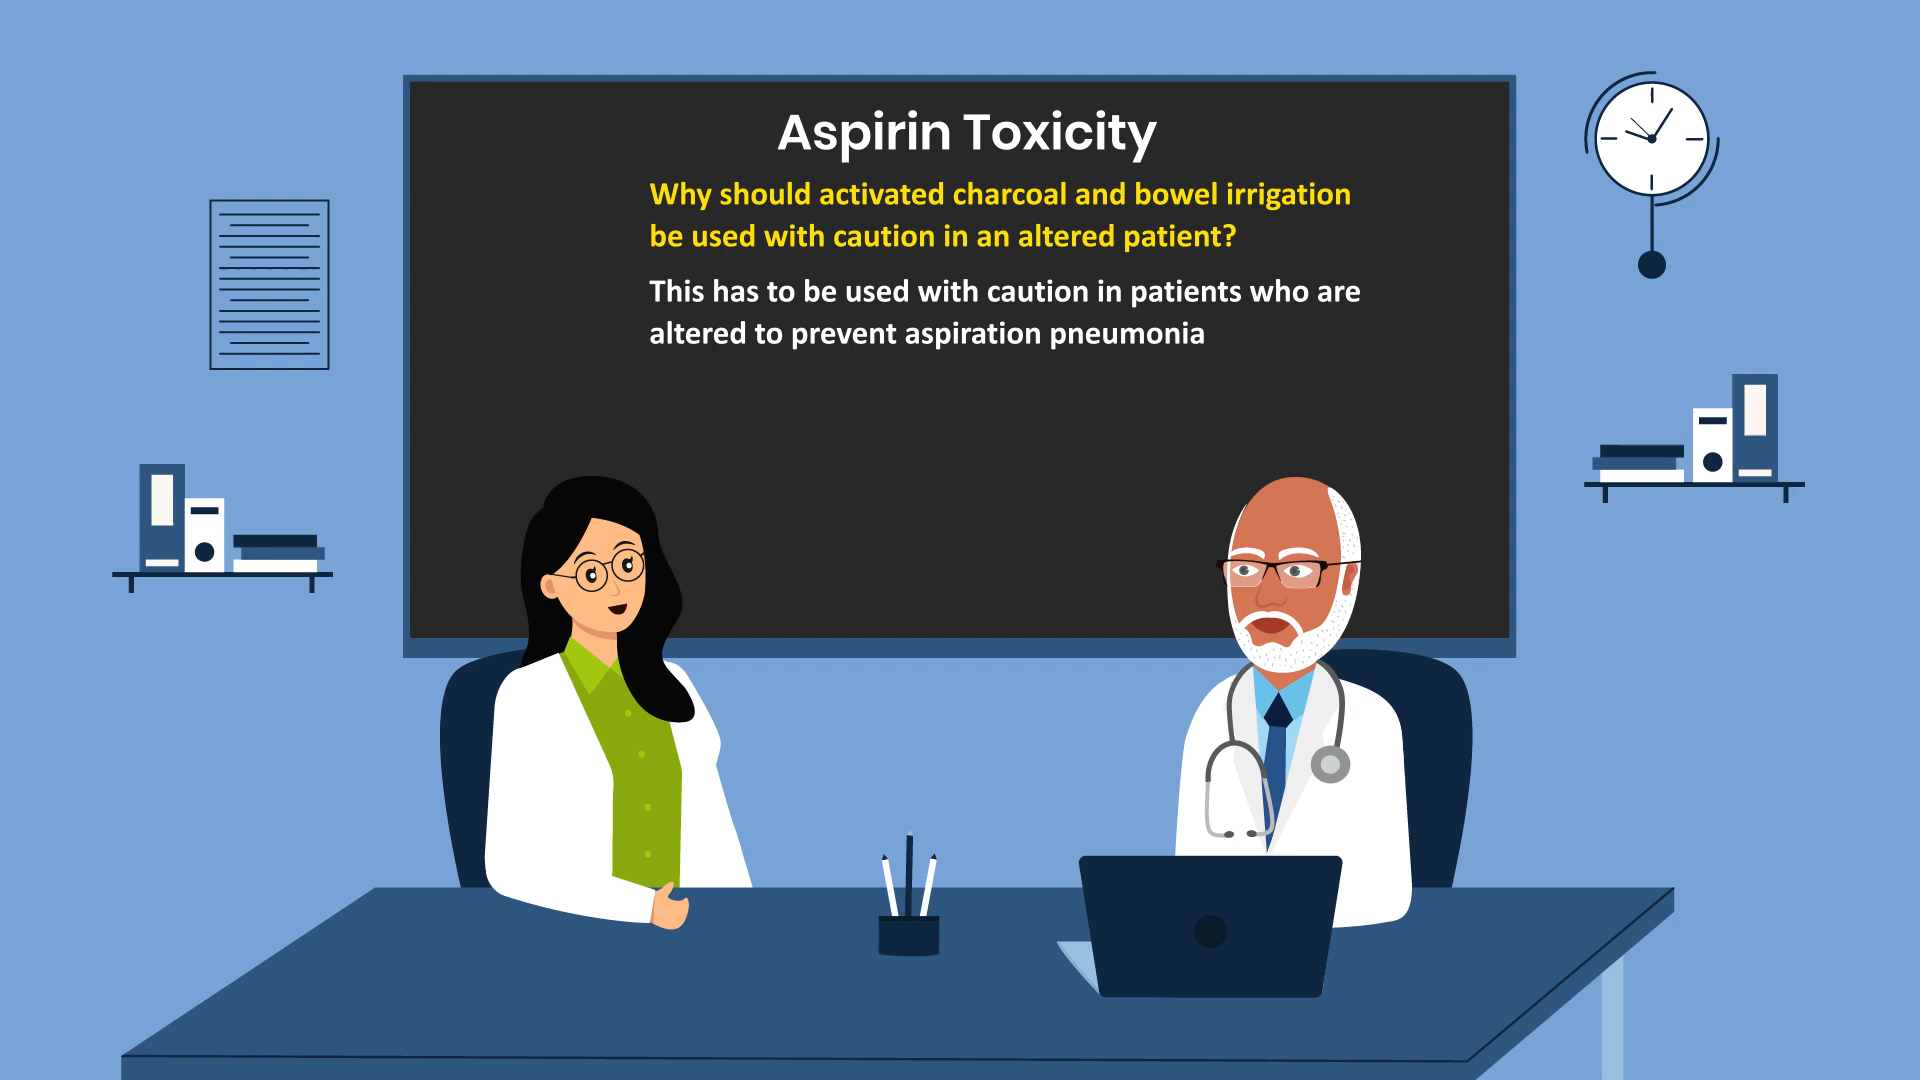 Aspirin Toxicity
Why should activated charcoal and bowel irrigation
be used with caution in an altered patient?
This has to be used with caution in patients who are
altered to prevent aspiration pneumonia